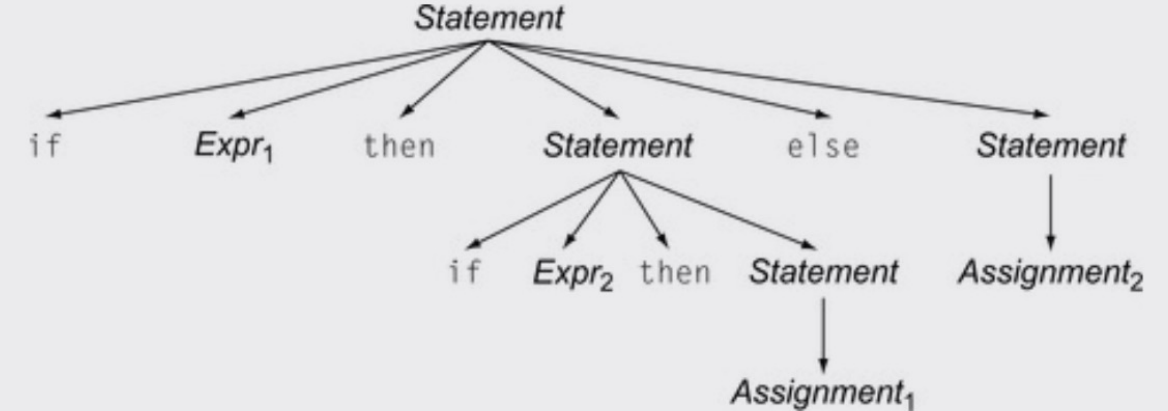 Statement
if Expr₁ then Statement else Statement
if Expr₂ then Statement Assignment₂
Assignment₁